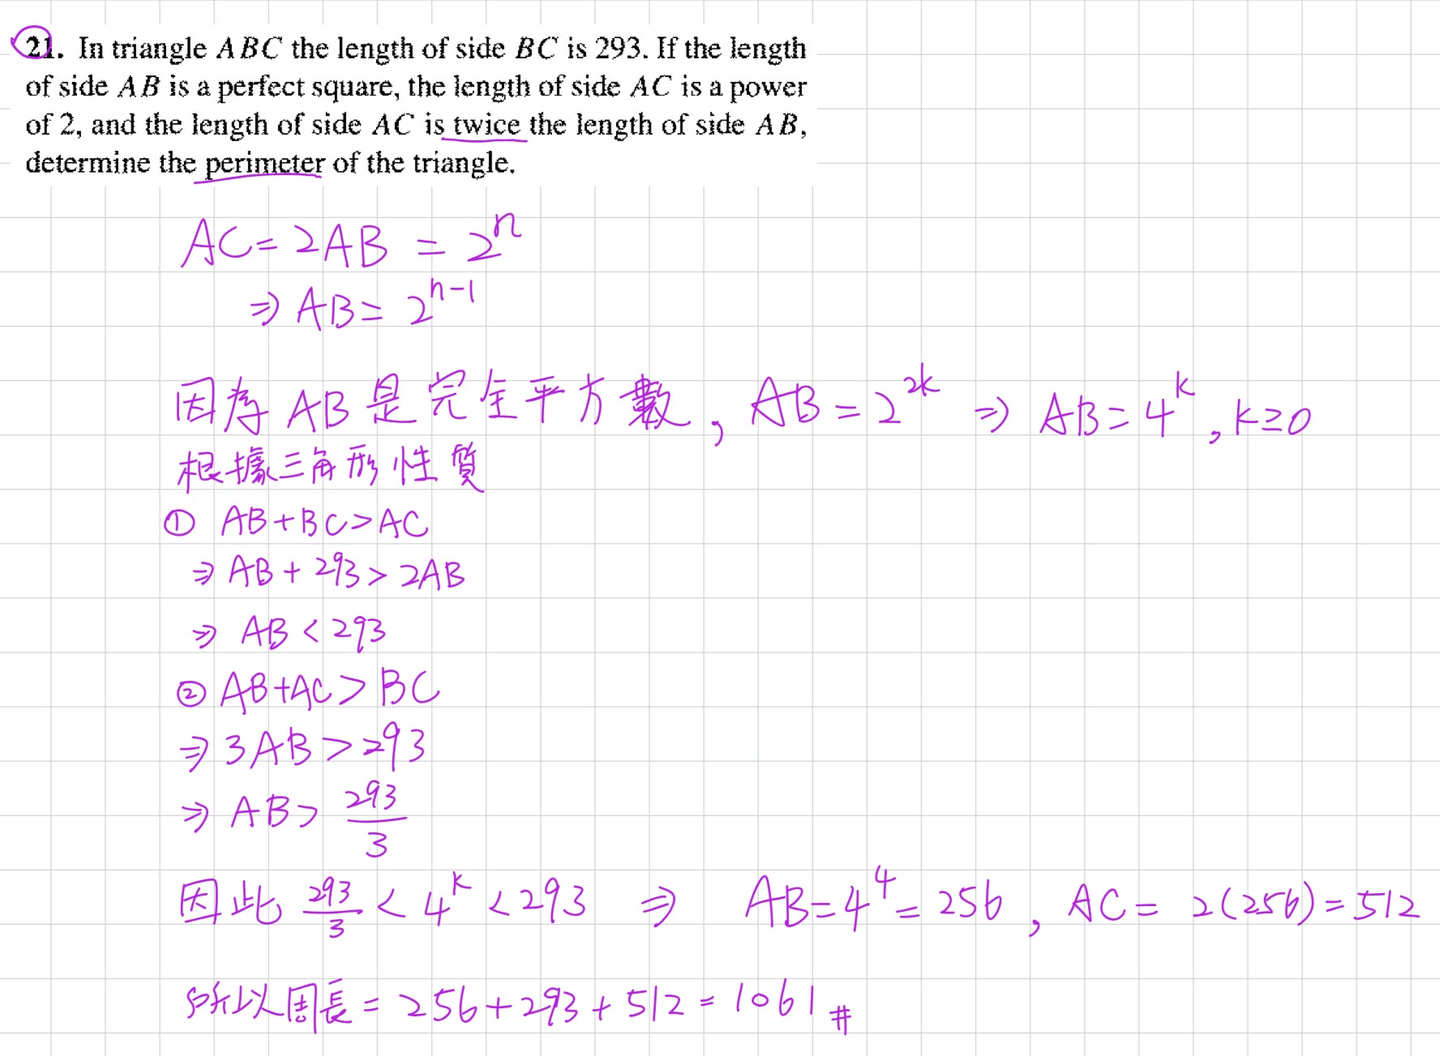 21. In triangle ABC the length of side BC is 293. If the length
of side AB is a perfect square, the length of side AC is a power
of 2, and the length of side AC is twice the length of side AB,
determine the perimeter of the triangle.
AC = 2AB = 2^n
⇒ AB = 2^{n-1}
因為 AB 是完全平方數, AB = 2^{2k} ⇒ AB = 4^k, k ≥ 0
根據三角形性質
① AB + BC > AC
⇒ AB + 293 > 2AB
⇒ AB < 293
② AB + AC > BC
⇒ 3AB > 293
⇒ AB > 293/3
因此 293/3 < 4^k < 293 ⇒ AB = 4^4 = 256, AC = 2(256) = 512
所以周長 = 256 + 293 + 512 = 1061 #